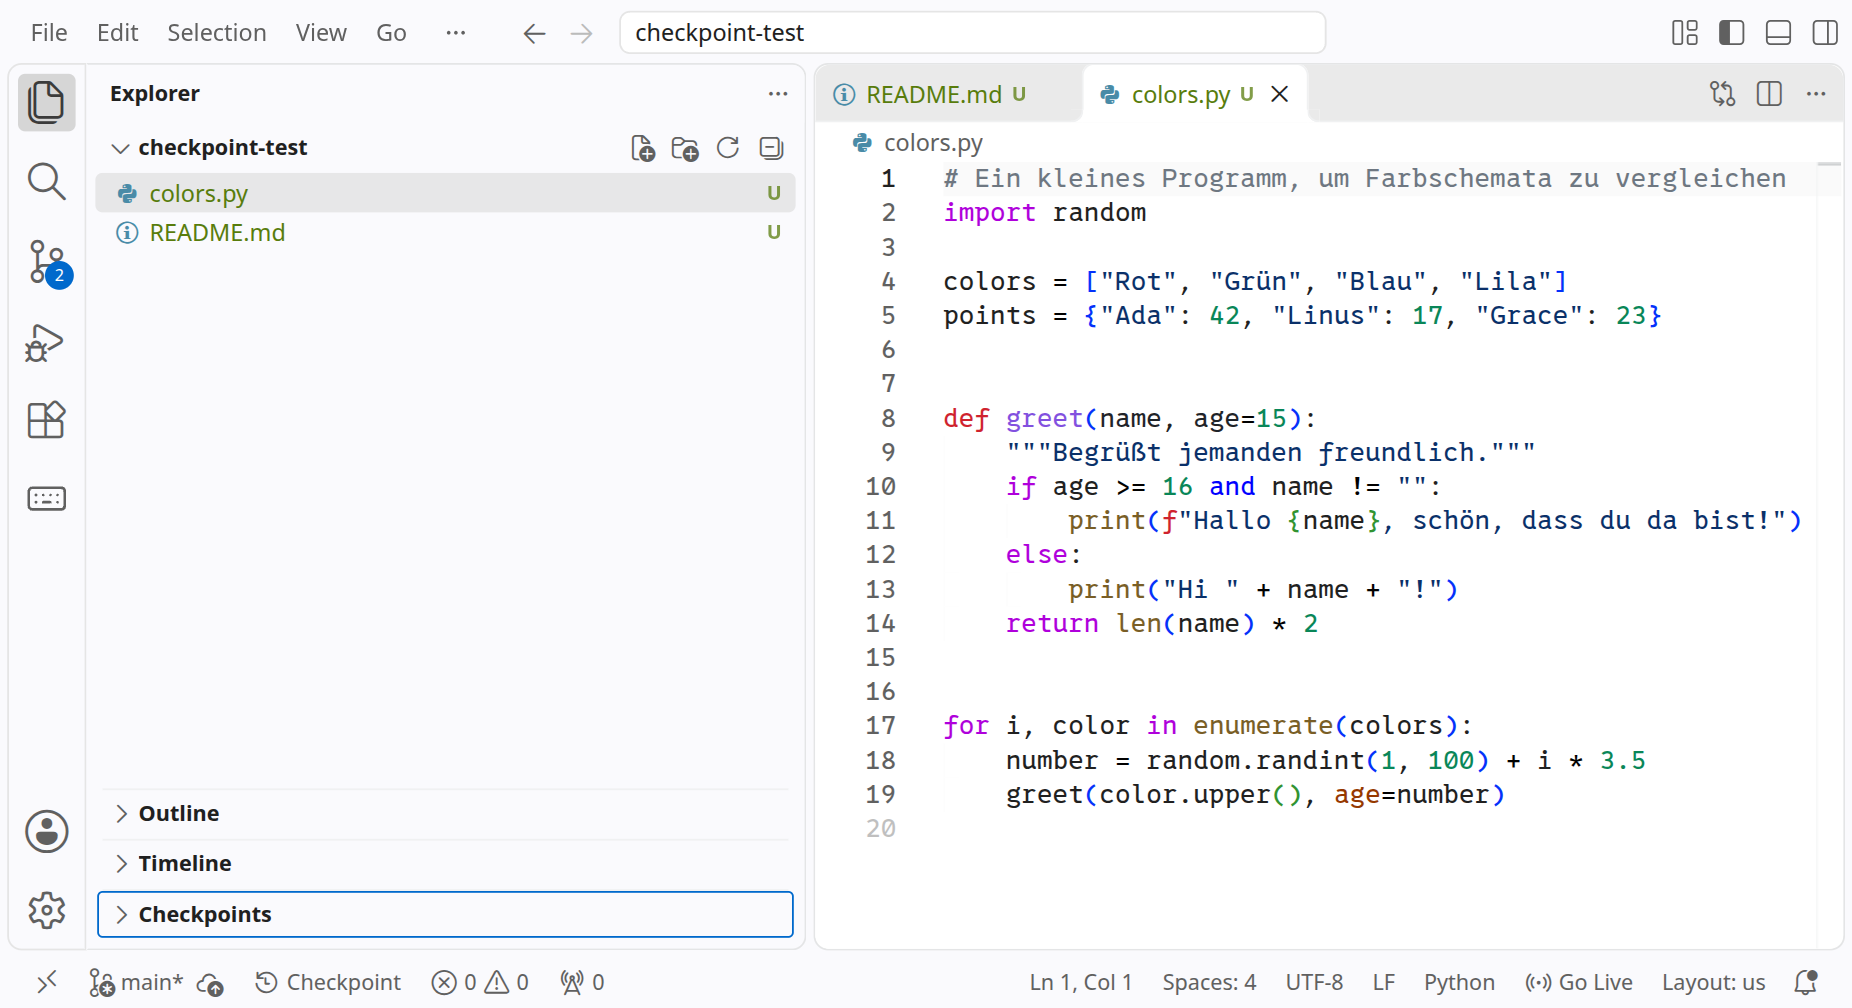 File Edit Selection View Go ··· checkpoint-test
Explorer
checkpoint-test
colors.py U
README.md U
2
Outline
Timeline
Checkpoints
README.md U colors.py U
colors.py
1 # Ein kleines Programm, um Farbschemata zu vergleichen
2 import random
3
4 colors = ["Rot", "Grün", "Blau", "Lila"]
5 points = {"Ada": 42, "Linus": 17, "Grace": 23}
6
7
8 def greet(name, age=15):
9     """Begrüßt jemanden freundlich."""
10     if age >= 16 and name != "":
11         print(f"Hallo {name}, schön, dass du da bist!")
12     else:
13         print("Hi " + name + "!")
14     return len(name) * 2
15
16
17 for i, color in enumerate(colors):
18     number = random.randint(1, 100) + i * 3.5
19     greet(color.upper(), age=number)
20
main* Checkpoint 0 0 0 Ln 1, Col 1 Spaces: 4 UTF-8 LF Python Go Live Layout: us